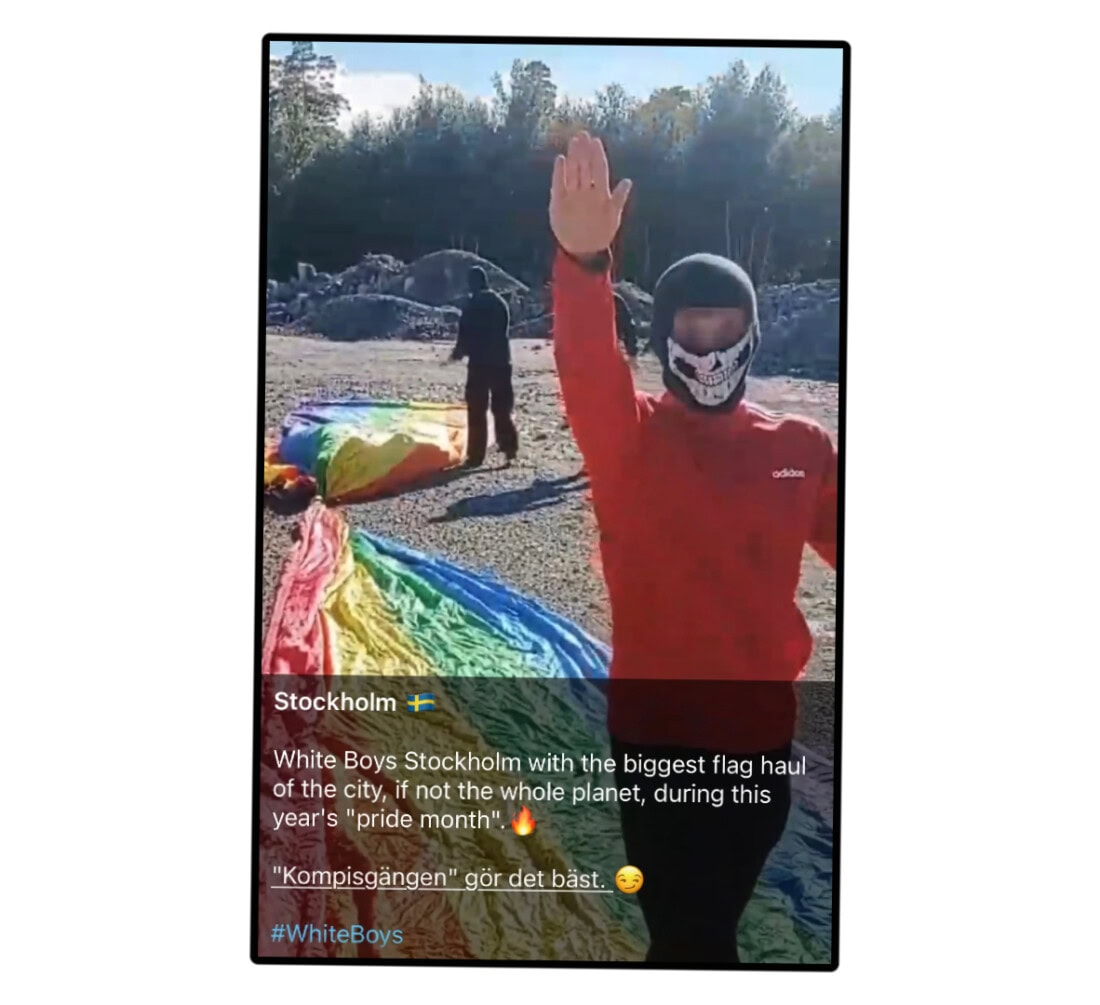 adidas
Stockholm 🇸🇪
White Boys Stockholm with the biggest flag haul
of the city, if not the whole planet, during this
year's "pride month".🔥
"Kompisgängen" gör det bäst. 😏
#WhiteBoys